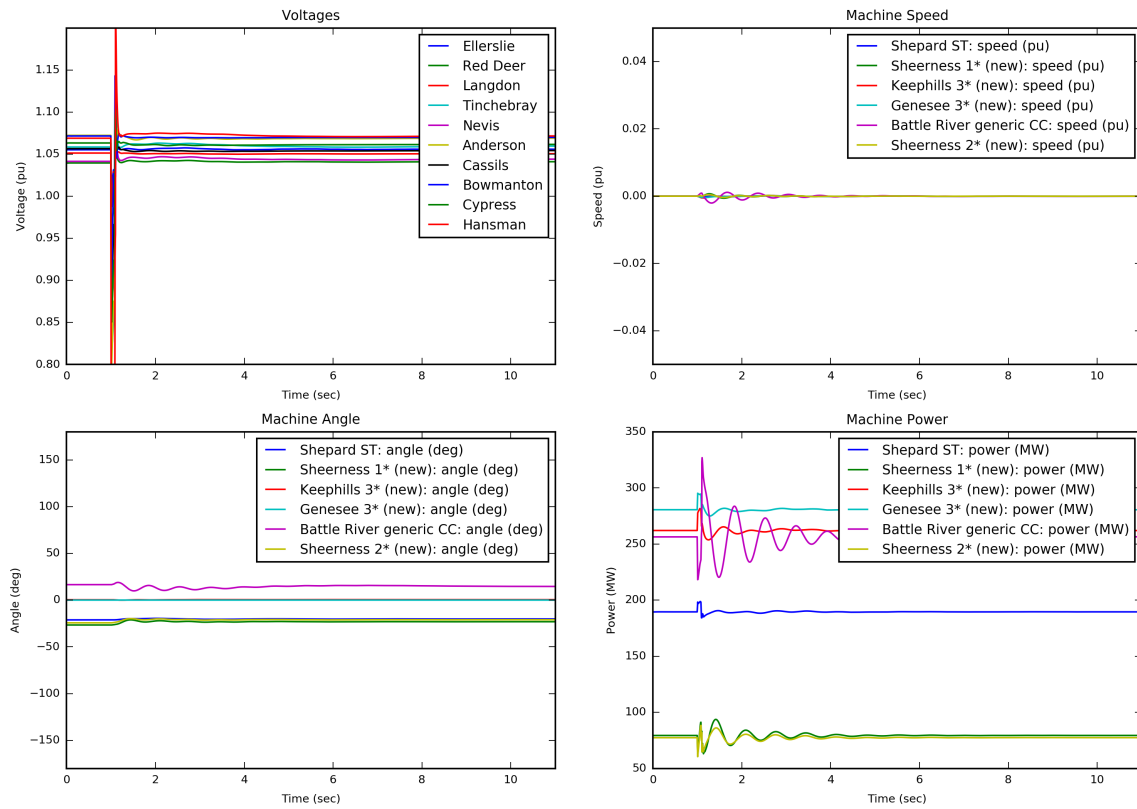 Voltages
1.15
1.10
1.05
1.00
0.95
0.90
0.85
0.80
Voltage (pu)
0
2
4
6
8
10
Time (sec)
Ellerslie
Red Deer
Langdon
Tinchebray
Nevis
Anderson
Cassils
Bowmanton
Cypress
Hansman
Machine Speed
0.04
0.02
0.00
−0.02
−0.04
Speed (pu)
0
2
4
6
8
10
Time (sec)
Shepard ST: speed (pu)
Sheerness 1* (new): speed (pu)
Keephills 3* (new): speed (pu)
Genesee 3* (new): speed (pu)
Battle River generic CC: speed (pu)
Sheerness 2* (new): speed (pu)
Machine Angle
150
100
50
0
−50
−100
−150
Angle (deg)
0
2
4
6
8
10
Time (sec)
Shepard ST: angle (deg)
Sheerness 1* (new): angle (deg)
Keephills 3* (new): angle (deg)
Genesee 3* (new): angle (deg)
Battle River generic CC: angle (deg)
Sheerness 2* (new): angle (deg)
Machine Power
350
300
250
200
150
100
50
Power (MW)
0
2
4
6
8
10
Time (sec)
Shepard ST: power (MW)
Sheerness 1* (new): power (MW)
Keephills 3* (new): power (MW)
Genesee 3* (new): power (MW)
Battle River generic CC: power (MW)
Sheerness 2* (new): power (MW)